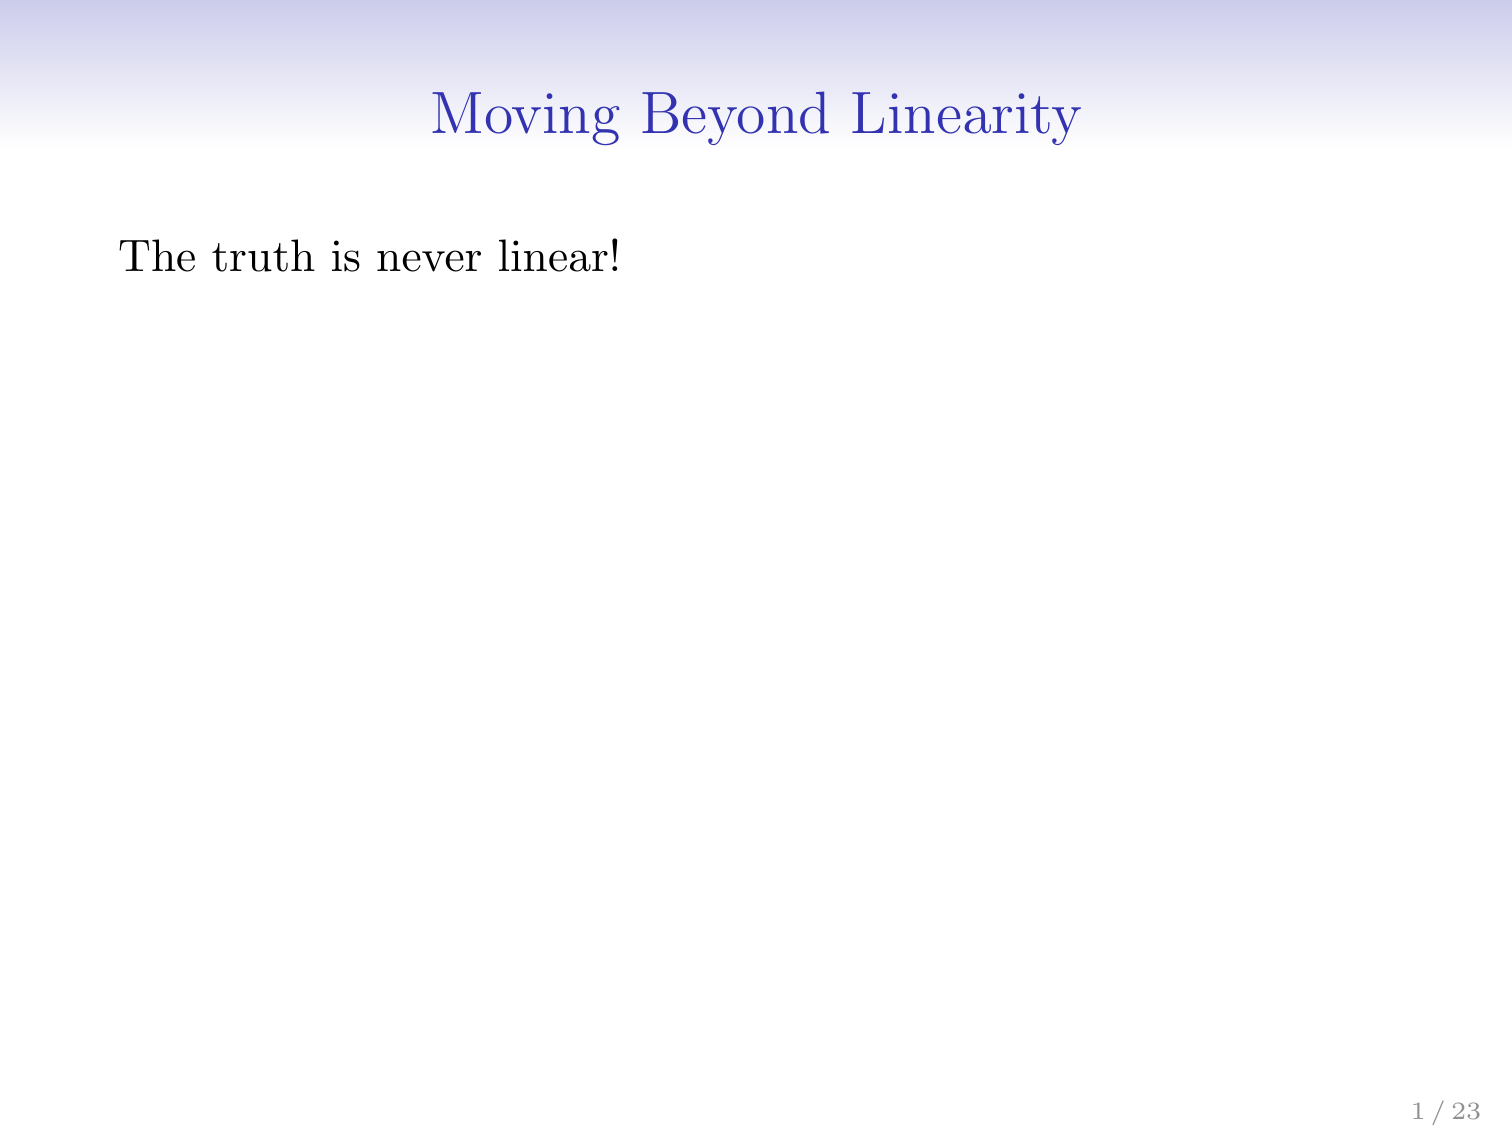 Moving Beyond Linearity
The truth is never linear!
1 / 23